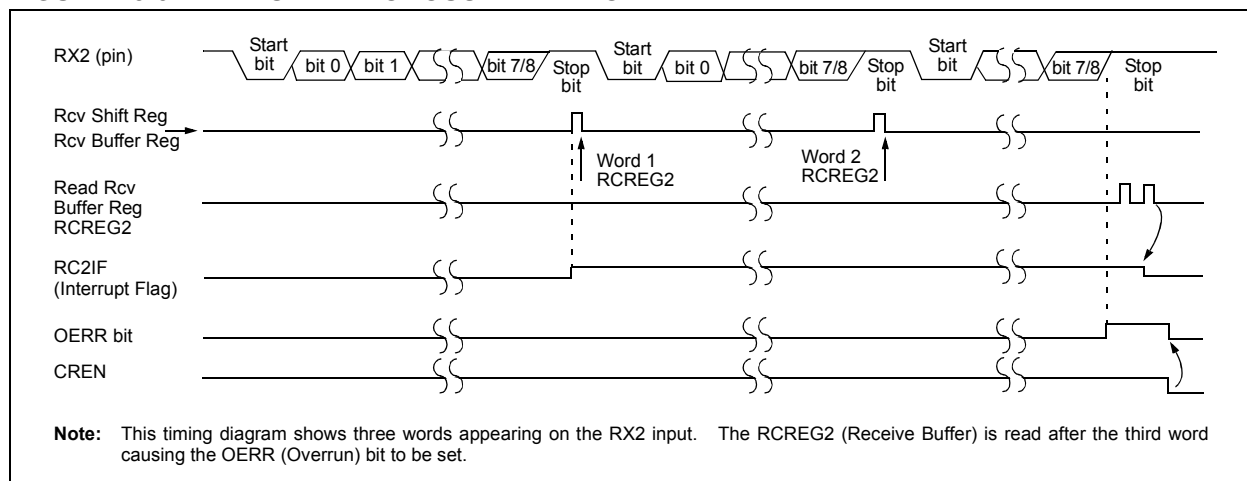 RX2 (pin)
Start bit
bit 0
bit 1
bit 7/8
Stop bit
Start bit
bit 0
bit 7/8
Stop bit
Start bit
bit 7/8
Stop bit
Rcv Shift Reg
Rcv Buffer Reg
Word 1
RCREG2
Word 2
RCREG2
Read Rcv
Buffer Reg
RCREG2
RC2IF
(Interrupt Flag)
OERR bit
CREN
Note: This timing diagram shows three words appearing on the RX2 input. The RCREG2 (Receive Buffer) is read after the third word
causing the OERR (Overrun) bit to be set.